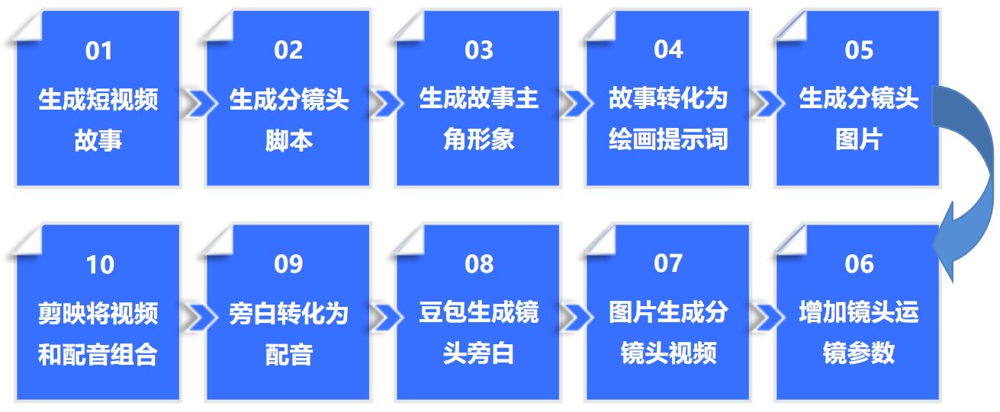 01
生成短视频
故事
02
生成分镜头
脚本
03
生成故事主
角形象
04
故事转化为
绘画提示词
05
生成分镜头
图片
06
增加镜头运
镜参数
07
图片生成分
镜头视频
08
豆包生成镜
头旁白
09
旁白转化为
配音
10
剪映将视频
和配音组合